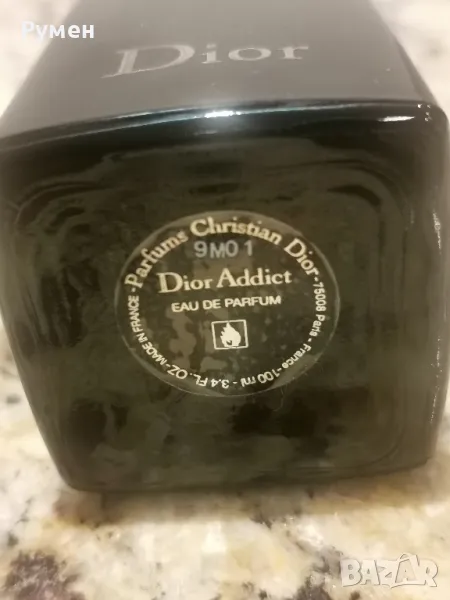 Румен
Dior
Parfums Christian Dior - 75008 Paris - France - 100 ml - 3.4 FL. OZ - MADE IN FRANCE -
9M01
Dior Addict
EAU DE PARFUM
BAZAR